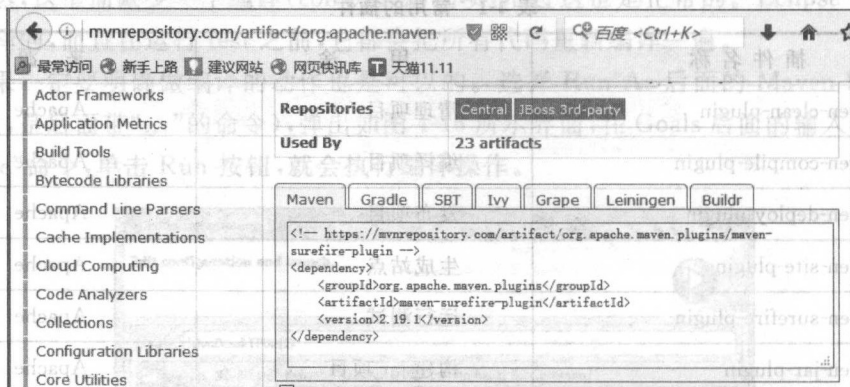 mvnrepository.com/artifact/org.apache.maven
百度 <Ctrl+K>
最常访问 新手上路 建议网站 网页快讯库 天猫11.11
Actor Frameworks
Application Metrics
Build Tools
Bytecode Libraries
Command Line Parsers
Cache Implementations
Cloud Computing
Code Analyzers
Collections
Configuration Libraries
Core Utilities
Repositories Central JBoss 3rd-party
Used By 23 artifacts
Maven Gradle SBT Ivy Grape Leiningen Buildr
<!-- https://mvnrepository.com/artifact/org.apache.maven.plugins/maven-
surefire-plugin -->
<dependency>
<groupId>org.apache.maven.plugins</groupId>
<artifactId>maven-surefire-plugin</artifactId>
<version>2.19.1</version>
</dependency>